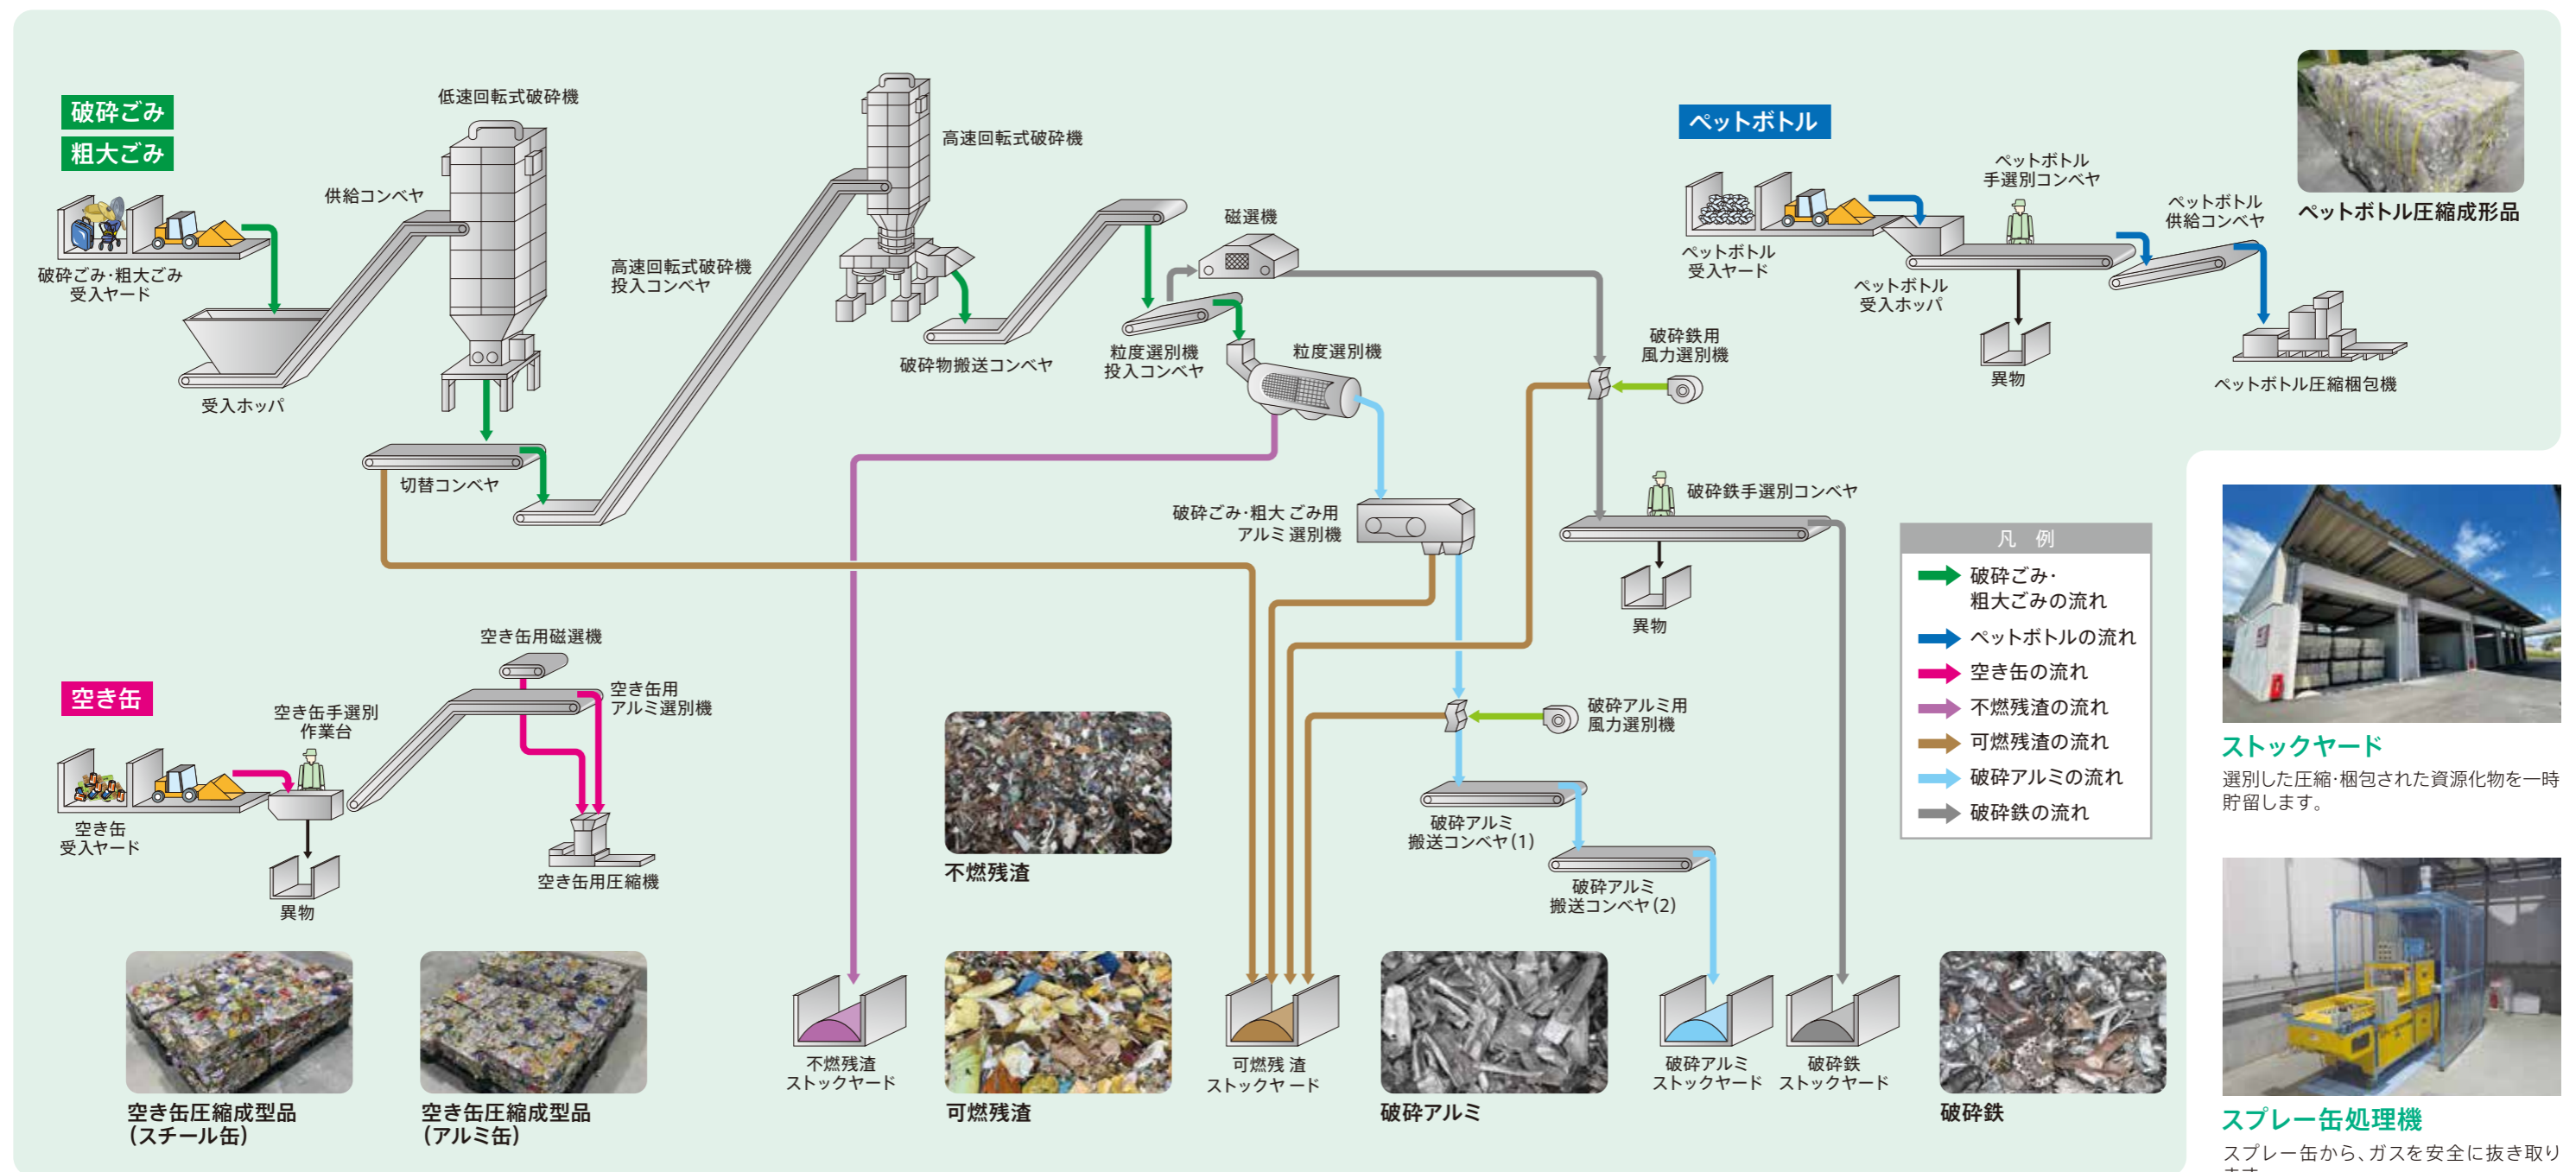 破砕ごみ
粗大ごみ
破砕ごみ･粗大ごみ
受入ヤード
受入ホッパ
供給コンベヤ
低速回転式破砕機
切替コンベヤ
高速回転式破砕機
投入コンベヤ
高速回転式破砕機
破砕物搬送コンベヤ
粒度選別機
投入コンベヤ
磁選機
粒度選別機
破砕ごみ･粗大 ごみ用
アルミ 選別機
破砕鉄用
風力選別機
破砕鉄手選別コンベヤ
異物
破砕アルミ用
風力選別機
破砕アルミ
搬送コンベヤ(1)
破砕アルミ
搬送コンベヤ(2)
ペットボトル
ペットボトル
受入ヤード
ペットボトル
受入ホッパ
ペットボトル
手選別コンベヤ
異物
ペットボトル
供給コンベヤ
ペットボトル圧縮梱包機
ペットボトル圧縮成形品
空き缶
空き缶
受入ヤード
空き缶手選別
作業台
異物
空き缶用磁選機
空き缶用
アルミ選別機
空き缶用圧縮機
空き缶圧縮成型品
(スチール缶)
空き缶圧縮成型品
(アルミ缶)
不燃残渣
不燃残渣
ストックヤード
可燃残渣
可燃残 渣
ストックヤ ード
破砕アルミ
破砕アルミ
ストックヤード
破砕鉄
ストックヤード
破砕鉄
凡 例
破砕ごみ･
粗大ごみの流れ
ペットボトルの流れ
空き缶の流れ
不燃残渣の流れ
可燃残渣の流れ
破砕アルミの流れ
破砕鉄の流れ
ストックヤード
選別した圧縮･梱包された資源化物を一時
貯留します。
スプレー缶処理機
スプレー缶から、ガスを安全に抜き取り